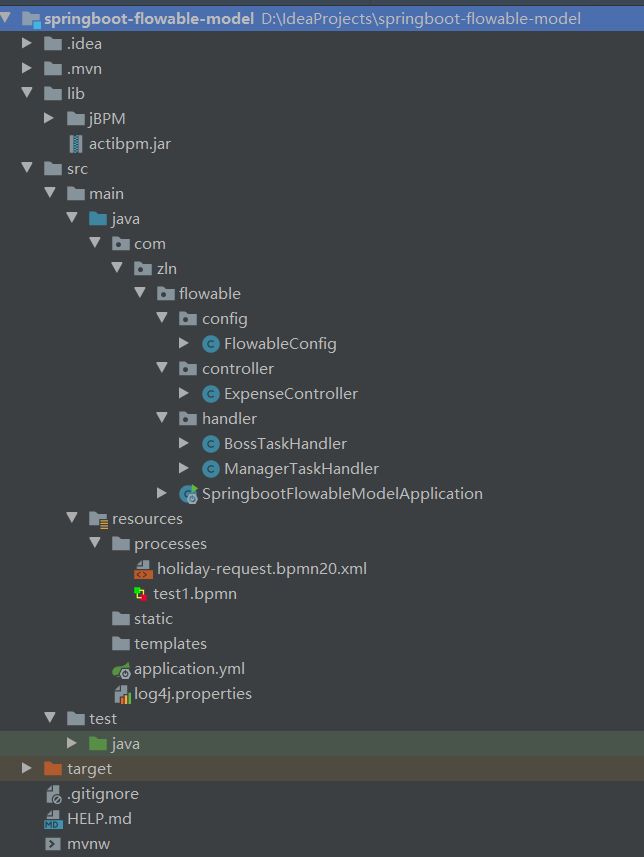 springboot-flowable-model D:\IdeaProjects\springboot-flowable-model
.idea
.mvn
lib
jBPM
actibpm.jar
src
main
java
com
zln
flowable
config
FlowableConfig
controller
ExpenseController
handler
BossTaskHandler
ManagerTaskHandler
SpringbootFlowableModelApplication
resources
processes
holiday-request.bpmn20.xml
test1.bpmn
static
templates
application.yml
log4j.properties
test
java
target
.gitignore
HELP.md
mvnw